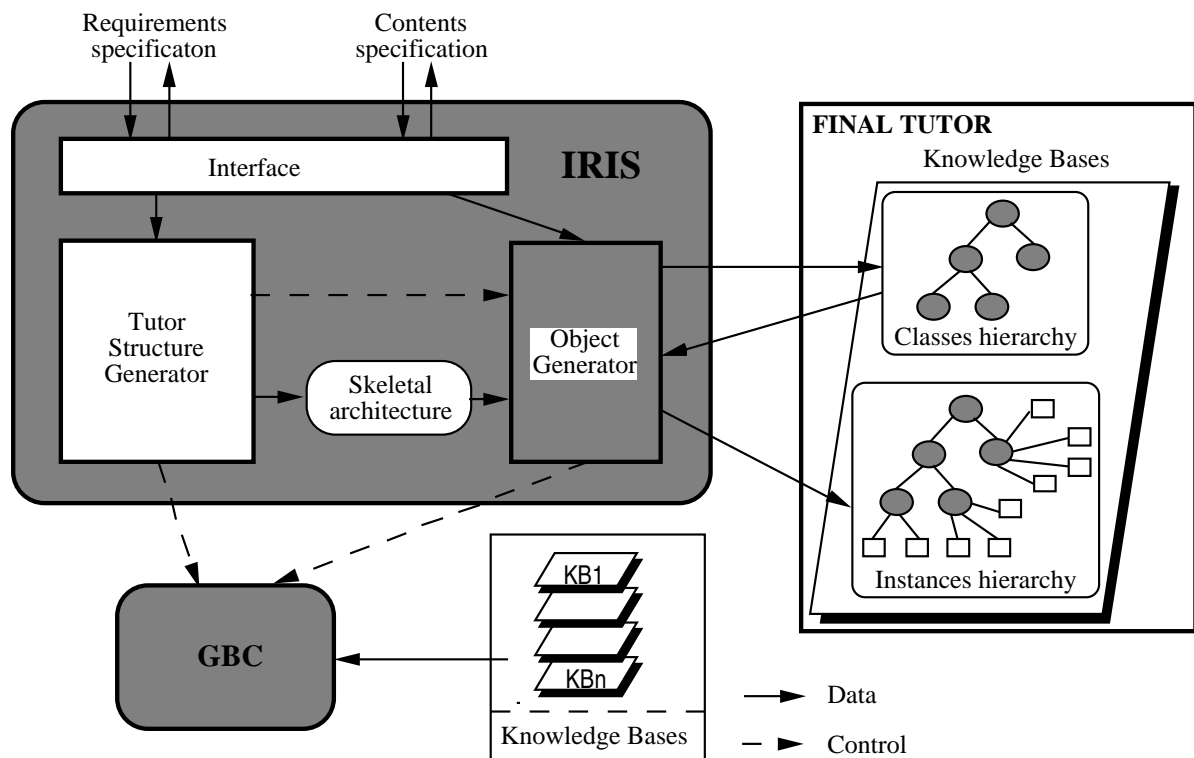 Requirements
specificaton
Contents
specification
IRIS
Interface
Tutor
Structure
Generator
Skeletal
architecture
Object
Generator
FINAL TUTOR
Knowledge Bases
Classes hierarchy
Instances hierarchy
GBC
KB1
KBn
Knowledge Bases
Data
Control